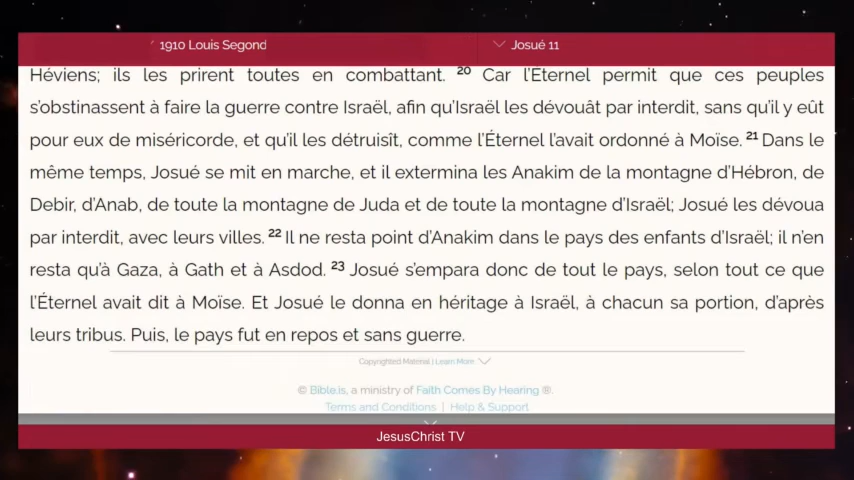 1910 Louis Segond
Josué 11
Héviens; ils les prirent toutes en combattant. 20 Car l'Éternel permit que ces peuples
s'obstinassent à faire la guerre contre Israël, afin qu'Israël les dévouât par interdit, sans qu'il y eût
pour eux de miséricorde, et qu'il les détruisît, comme l'Éternel l'avait ordonné à Moïse. 21 Dans le
même temps, Josué se mit en marche, et il extermina les Anakim de la montagne d'Hébron, de
Debir, d'Anab, de toute la montagne de Juda et de toute la montagne d'Israël; Josué les dévoua
par interdit, avec leurs villes. 22 Il ne resta point d'Anakim dans le pays des enfants d'Israël; il n'en
resta qu'à Gaza, à Gath et à Asdod. 23 Josué s'empara donc de tout le pays, selon tout ce que
l'Éternel avait dit à Moïse. Et Josué le donna en héritage à Israël, à chacun sa portion, d'après
leurs tribus. Puis, le pays fut en repos et sans guerre.
Copyrighted Material | Learn More
© Bible.is, a ministry of Faith Comes By Hearing ®.
Terms and Conditions | Help & Support
JesusChrist TV